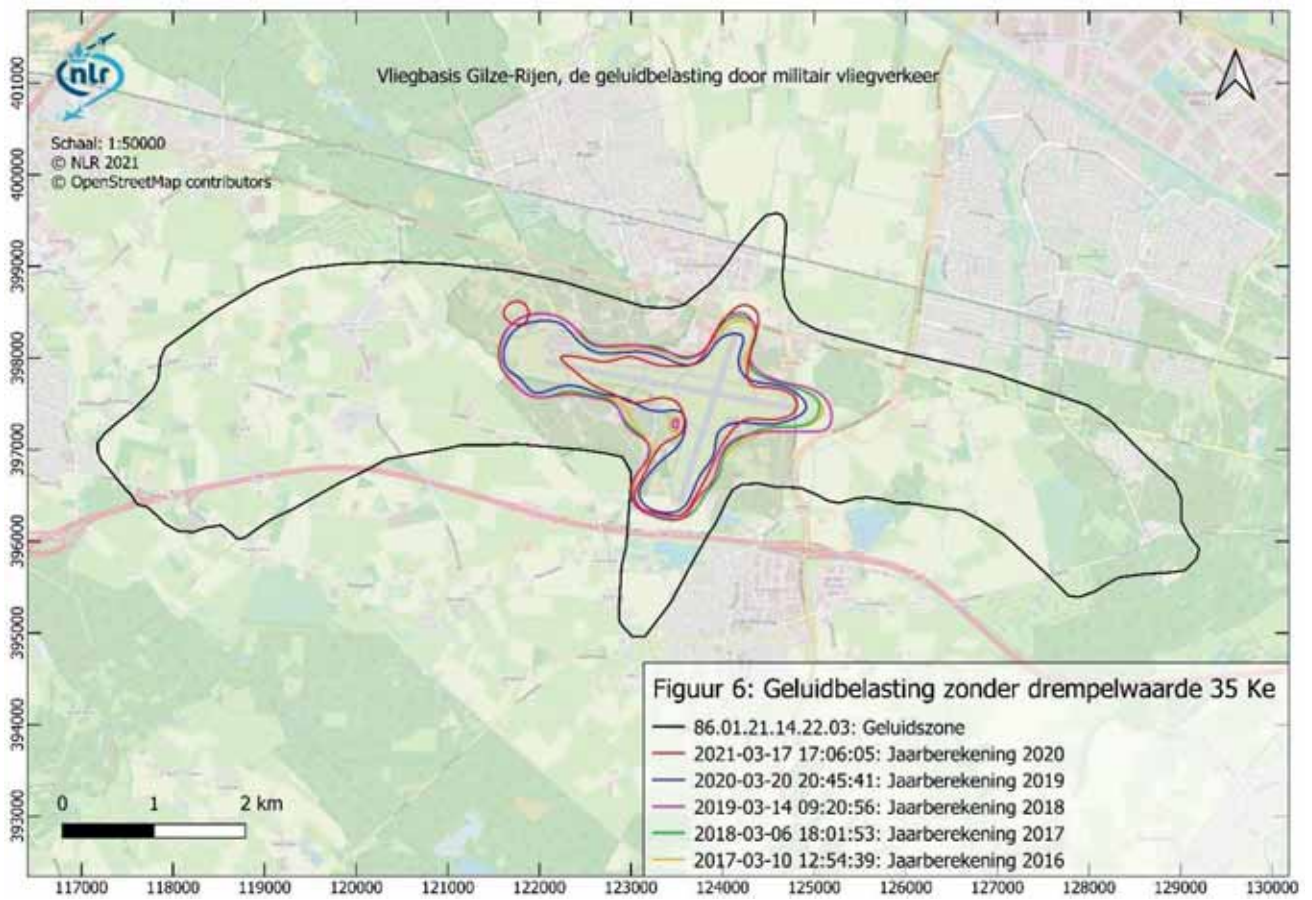 nlr
Vliegbasis Gilze-Rijen, de geluidbelasting door militair vliegverkeer
Schaal: 1:50000
© NLR 2021
© OpenStreetMap contributors
401000
400000
399000
398000
397000
396000
395000
394000
393000
Figuur 6: Geluidbelasting zonder drempelwaarde 35 Ke
86.01.21.14.22.03: Geluidszone
2021-03-17 17:06:05: Jaarberekening 2020
2020-03-20 20:45:41: Jaarberekening 2019
2019-03-14 09:20:56: Jaarberekening 2018
2018-03-06 18:01:53: Jaarberekening 2017
2017-03-10 12:54:39: Jaarberekening 2016
0 1 2 km
117000 118000 119000 120000 121000 122000 123000 124000 125000 126000 127000 128000 129000 130000